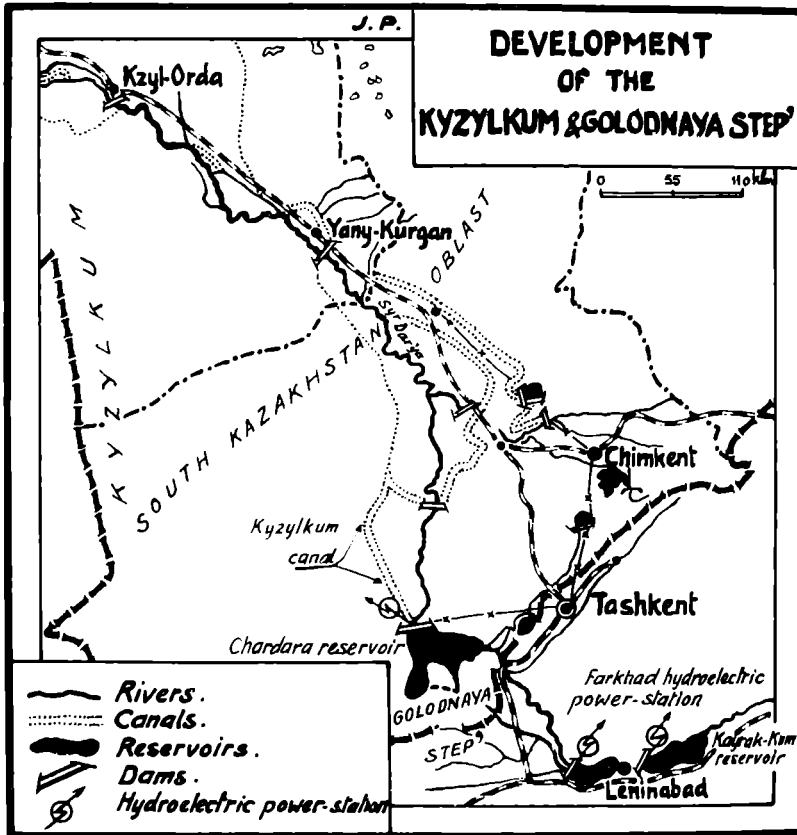 J.P.
DEVELOPMENT
OF THE
KYZYLKUM & GOLODNAYA STEP'
0 55 110 km
Kzyl-Orda
Yany-Kurgan
OBLAST
Syr Darya
KYZYLKUM
SOUTH KAZAKHSTAN
Chimkent
Kyzylkum
canal
Tashkent
Chardara reservoir
Farkhad hydroelectric
power-station
GOLODNAYA
STEP'
Kayrak-Kum
reservoir
Leninabad
Rivers.
Canals.
Reservoirs.
Dams.
Hydroelectric power-station